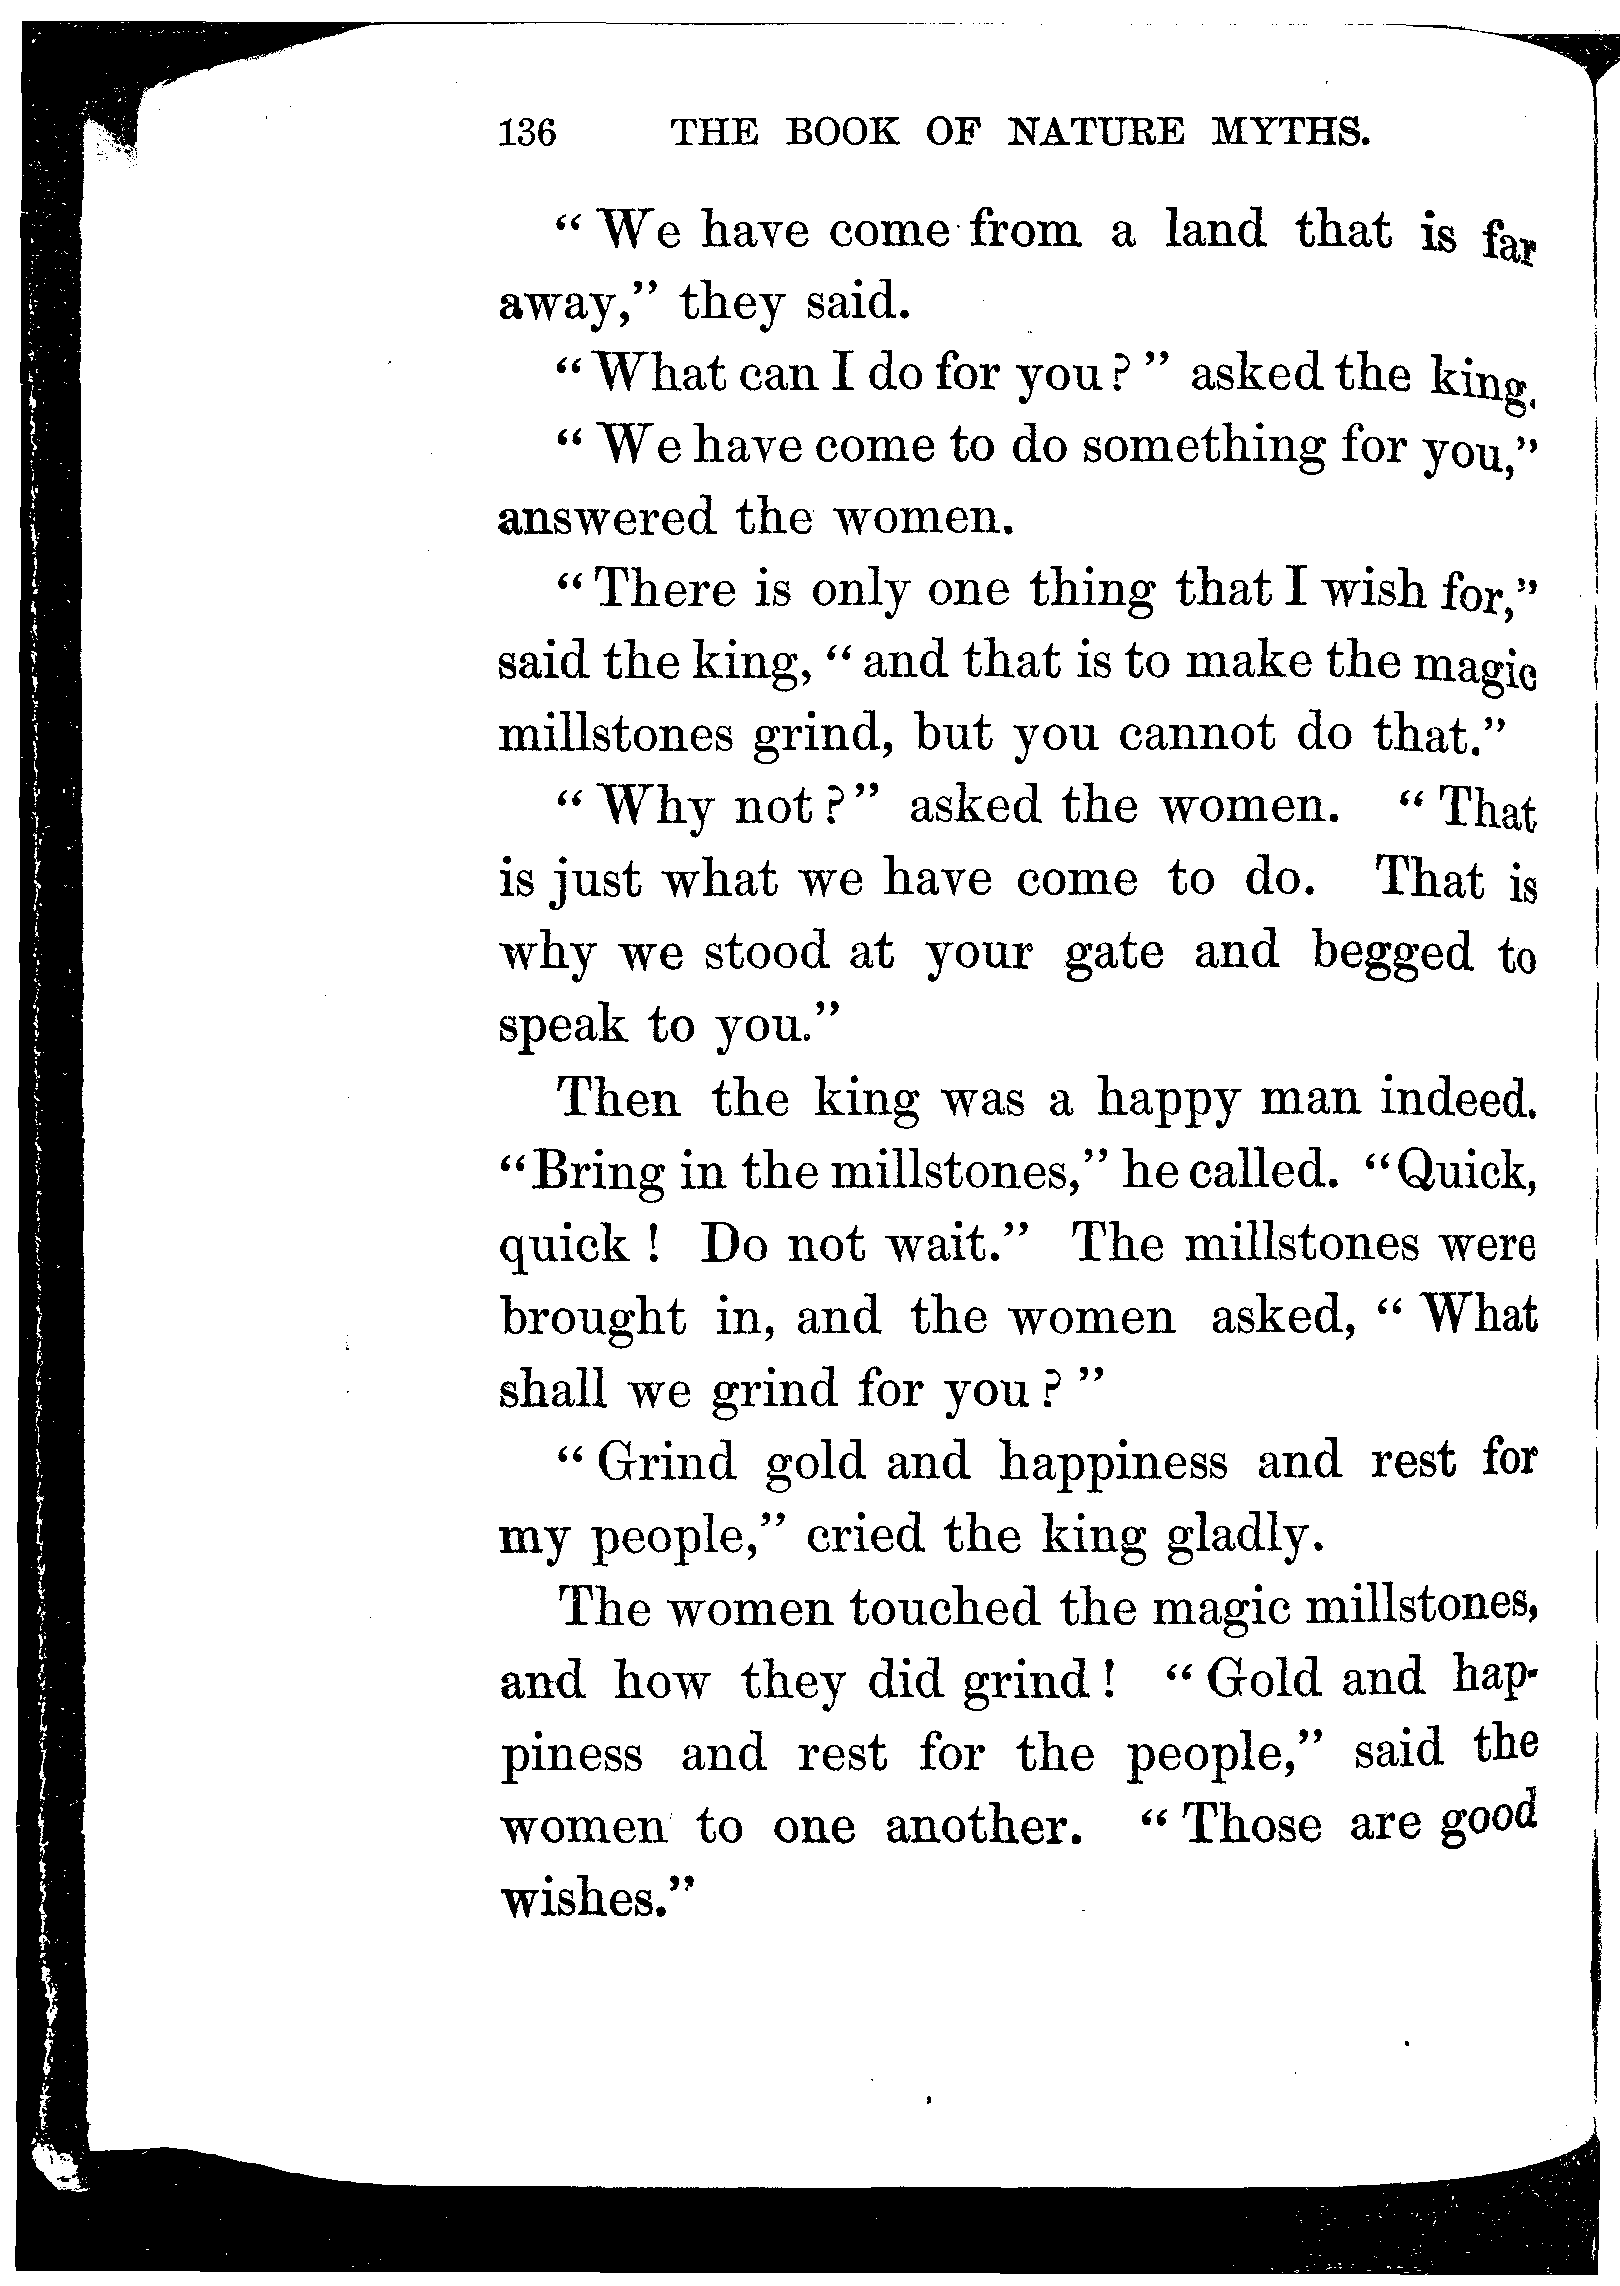 136 THE BOOK OF NATURE MYTHS.
“We have come from a land that is far
away,” they said.
“What can I do for you?” asked the king.
“We have come to do something for you,”
answered the women.
“There is only one thing that I wish for,”
said the king, “and that is to make the magic
millstones grind, but you cannot do that.”
“Why not?” asked the women. “That
is just what we have come to do. That is
why we stood at your gate and begged to
speak to you.”
Then the king was a happy man indeed.
“Bring in the millstones,” he called. “Quick,
quick! Do not wait.” The millstones were
brought in, and the women asked, “What
shall we grind for you?”
“Grind gold and happiness and rest for
my people,” cried the king gladly.
The women touched the magic millstones,
and how they did grind! “Gold and hap-
piness and rest for the people,” said the
women to one another. “Those are good
wishes.”